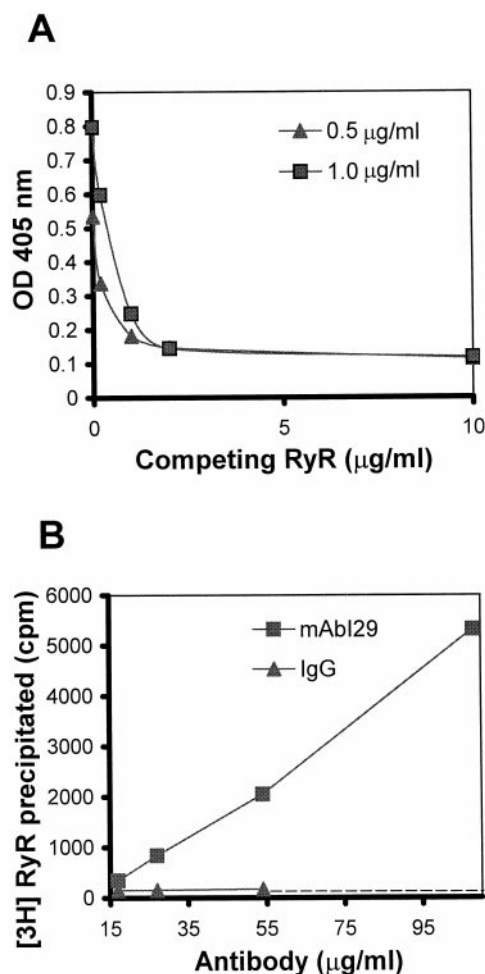 A
0.9
0.8
0.7
0.6
0.5
0.4
0.3
0.2
0.1
0
OD 405 nm
0.5 μg/ml
1.0 μg/ml
0
5
10
Competing RyR (μg/ml)
B
6000
5000
4000
3000
2000
1000
0
[3H] RyR precipitated (cpm)
mAbI29
IgG
15
35
55
75
95
Antibody (μg/ml)